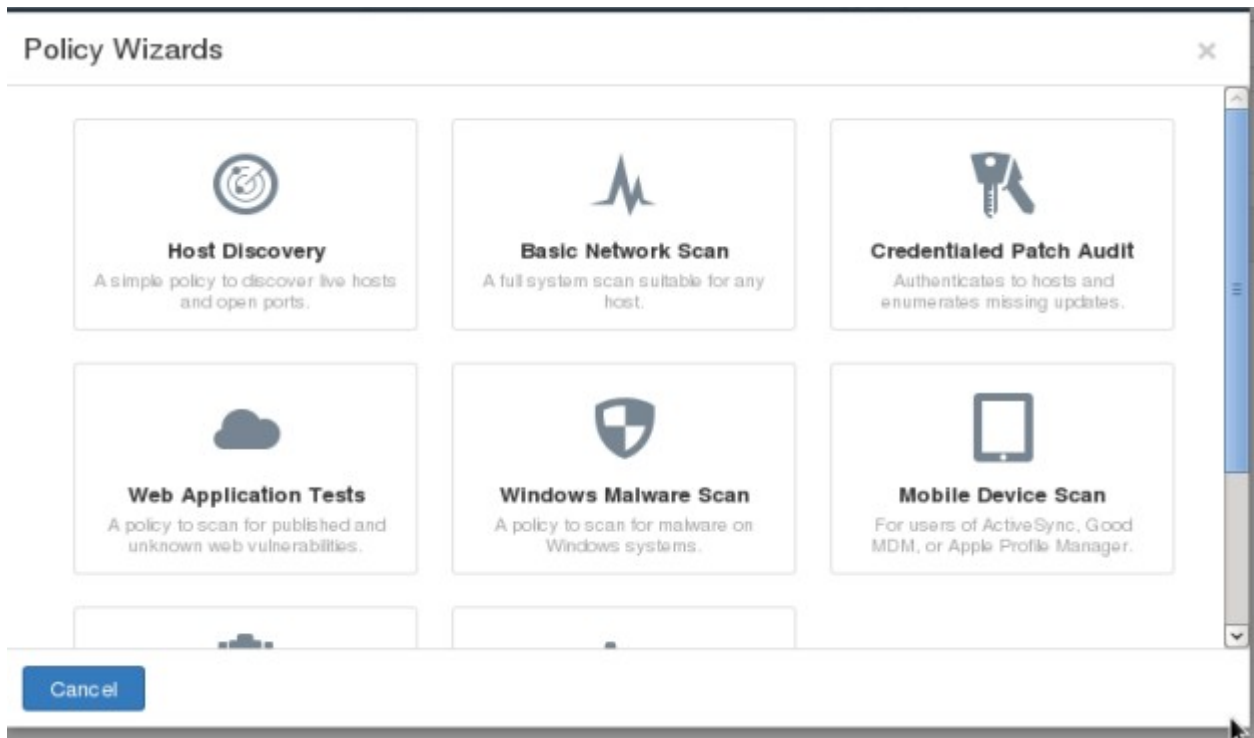 Policy Wizards
Host Discovery
A simple policy to discover live hosts
and open ports.
Basic Network Scan
A full system scan suitable for any
host.
Credentialed Patch Audit
Authenticates to hosts and
enumerates missing updates.
Web Application Tests
A policy to scan for published and
unknown web vulnerabilities.
Windows Malware Scan
A policy to scan for malware on
Windows systems.
Mobile Device Scan
For users of ActiveSync, Good
MDM, or Apple Profile Manager.
Cancel